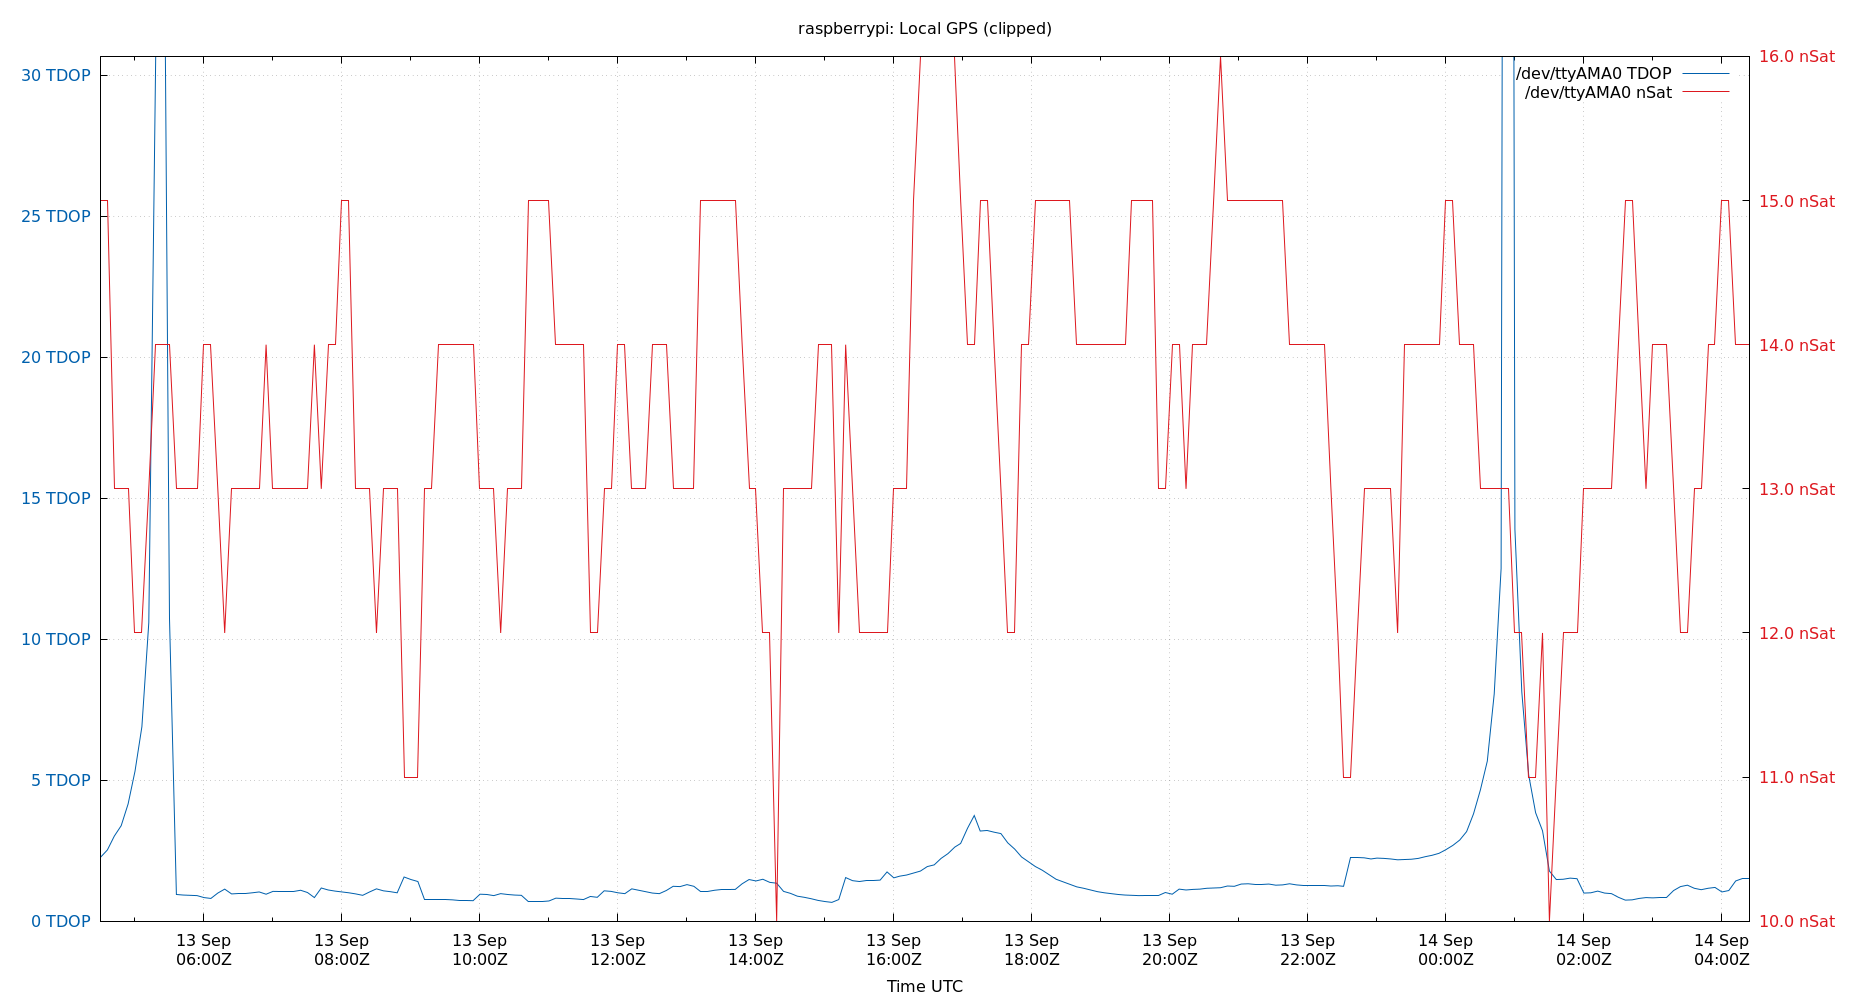 raspberrypi: Local GPS (clipped)
30 TDOP
25 TDOP
20 TDOP
15 TDOP
10 TDOP
5 TDOP
0 TDOP
16.0 nSat
15.0 nSat
14.0 nSat
13.0 nSat
12.0 nSat
11.0 nSat
10.0 nSat
/dev/ttyAMA0 TDOP
/dev/ttyAMA0 nSat
13 Sep 13 Sep 13 Sep 13 Sep 13 Sep 13 Sep 13 Sep 13 Sep 13 Sep 14 Sep 14 Sep 14 Sep
06:00Z 08:00Z 10:00Z 12:00Z 14:00Z 16:00Z 18:00Z 20:00Z 22:00Z 00:00Z 02:00Z 04:00Z
Time UTC